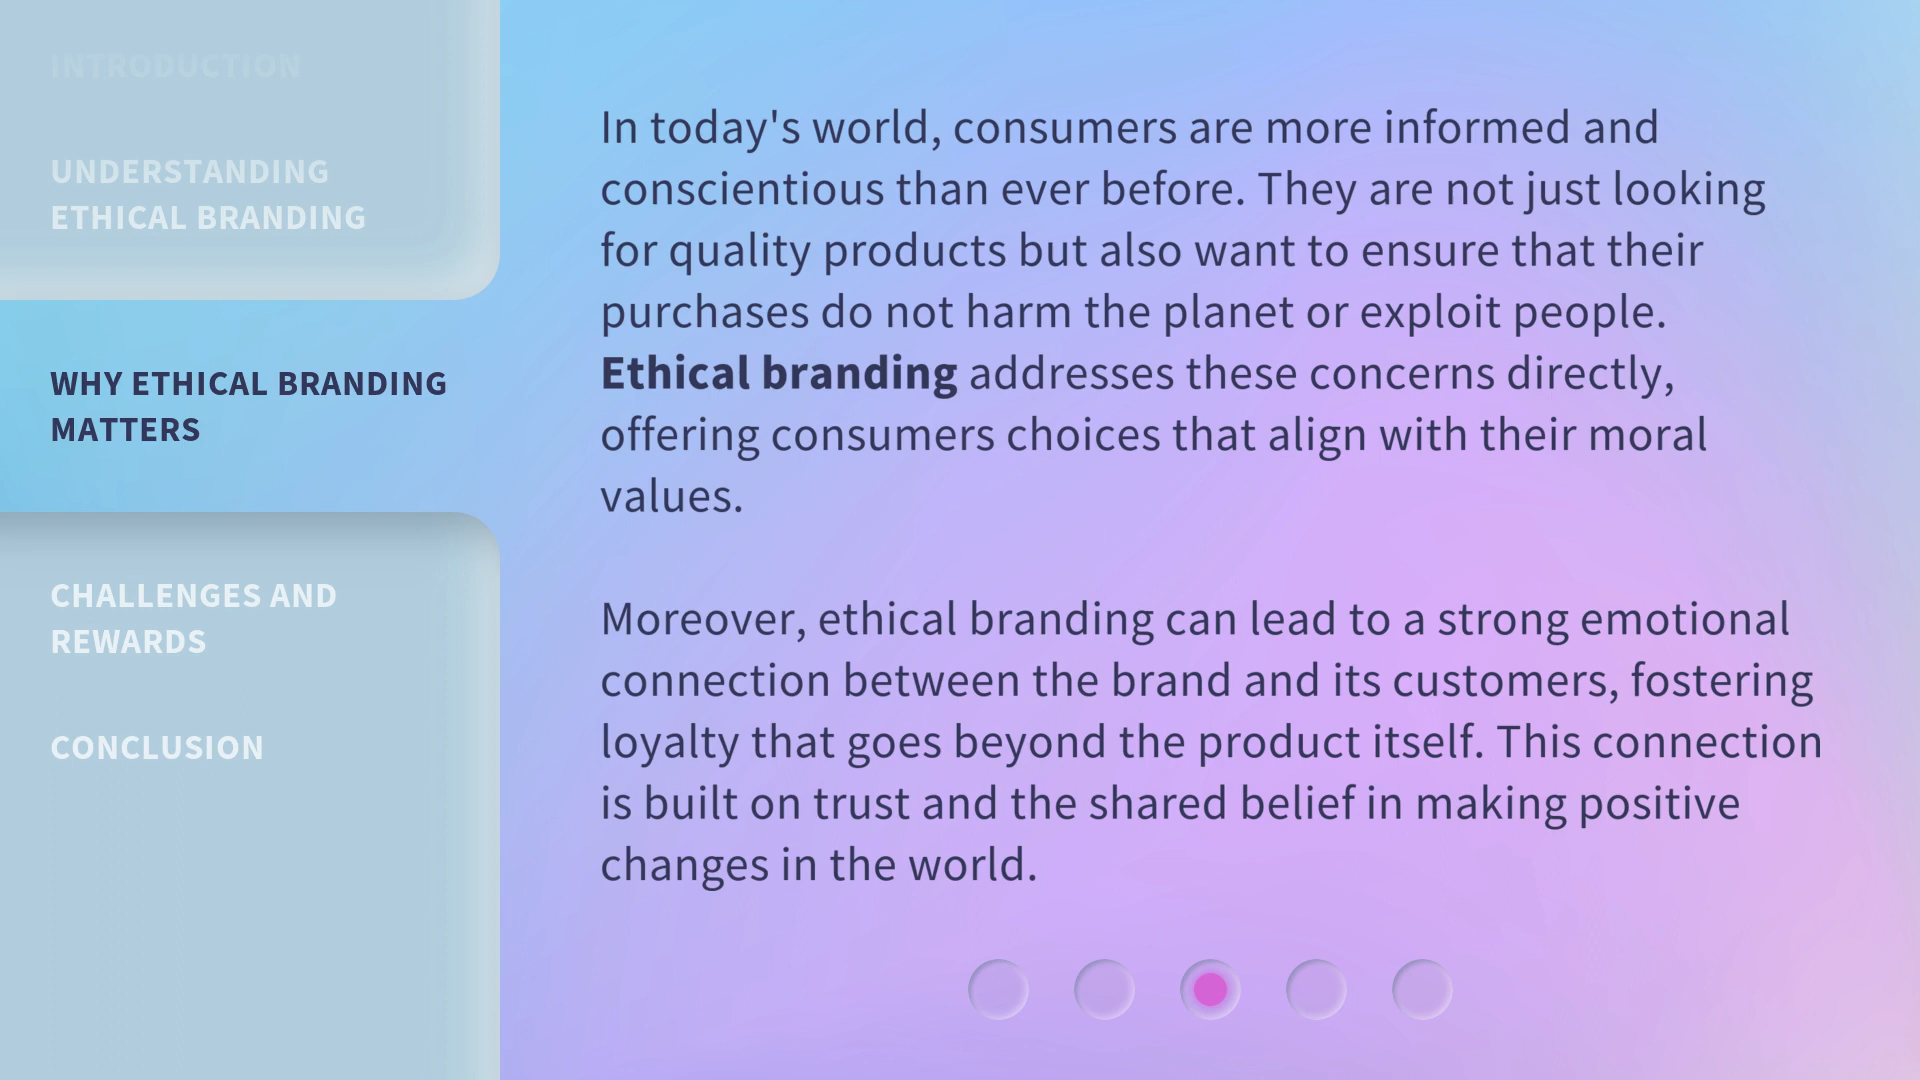 INTRODUCTION
UNDERSTANDING
ETHICAL BRANDING
WHY ETHICAL BRANDING
MATTERS
CHALLENGES AND
REWARDS
CONCLUSION
In today's world, consumers are more informed and
conscientious than ever before. They are not just looking
for quality products but also want to ensure that their
purchases do not harm the planet or exploit people.
Ethical branding addresses these concerns directly,
offering consumers choices that align with their moral
values.
Moreover, ethical branding can lead to a strong emotional
connection between the brand and its customers, fostering
loyalty that goes beyond the product itself. This connection
is built on trust and the shared belief in making positive
changes in the world.